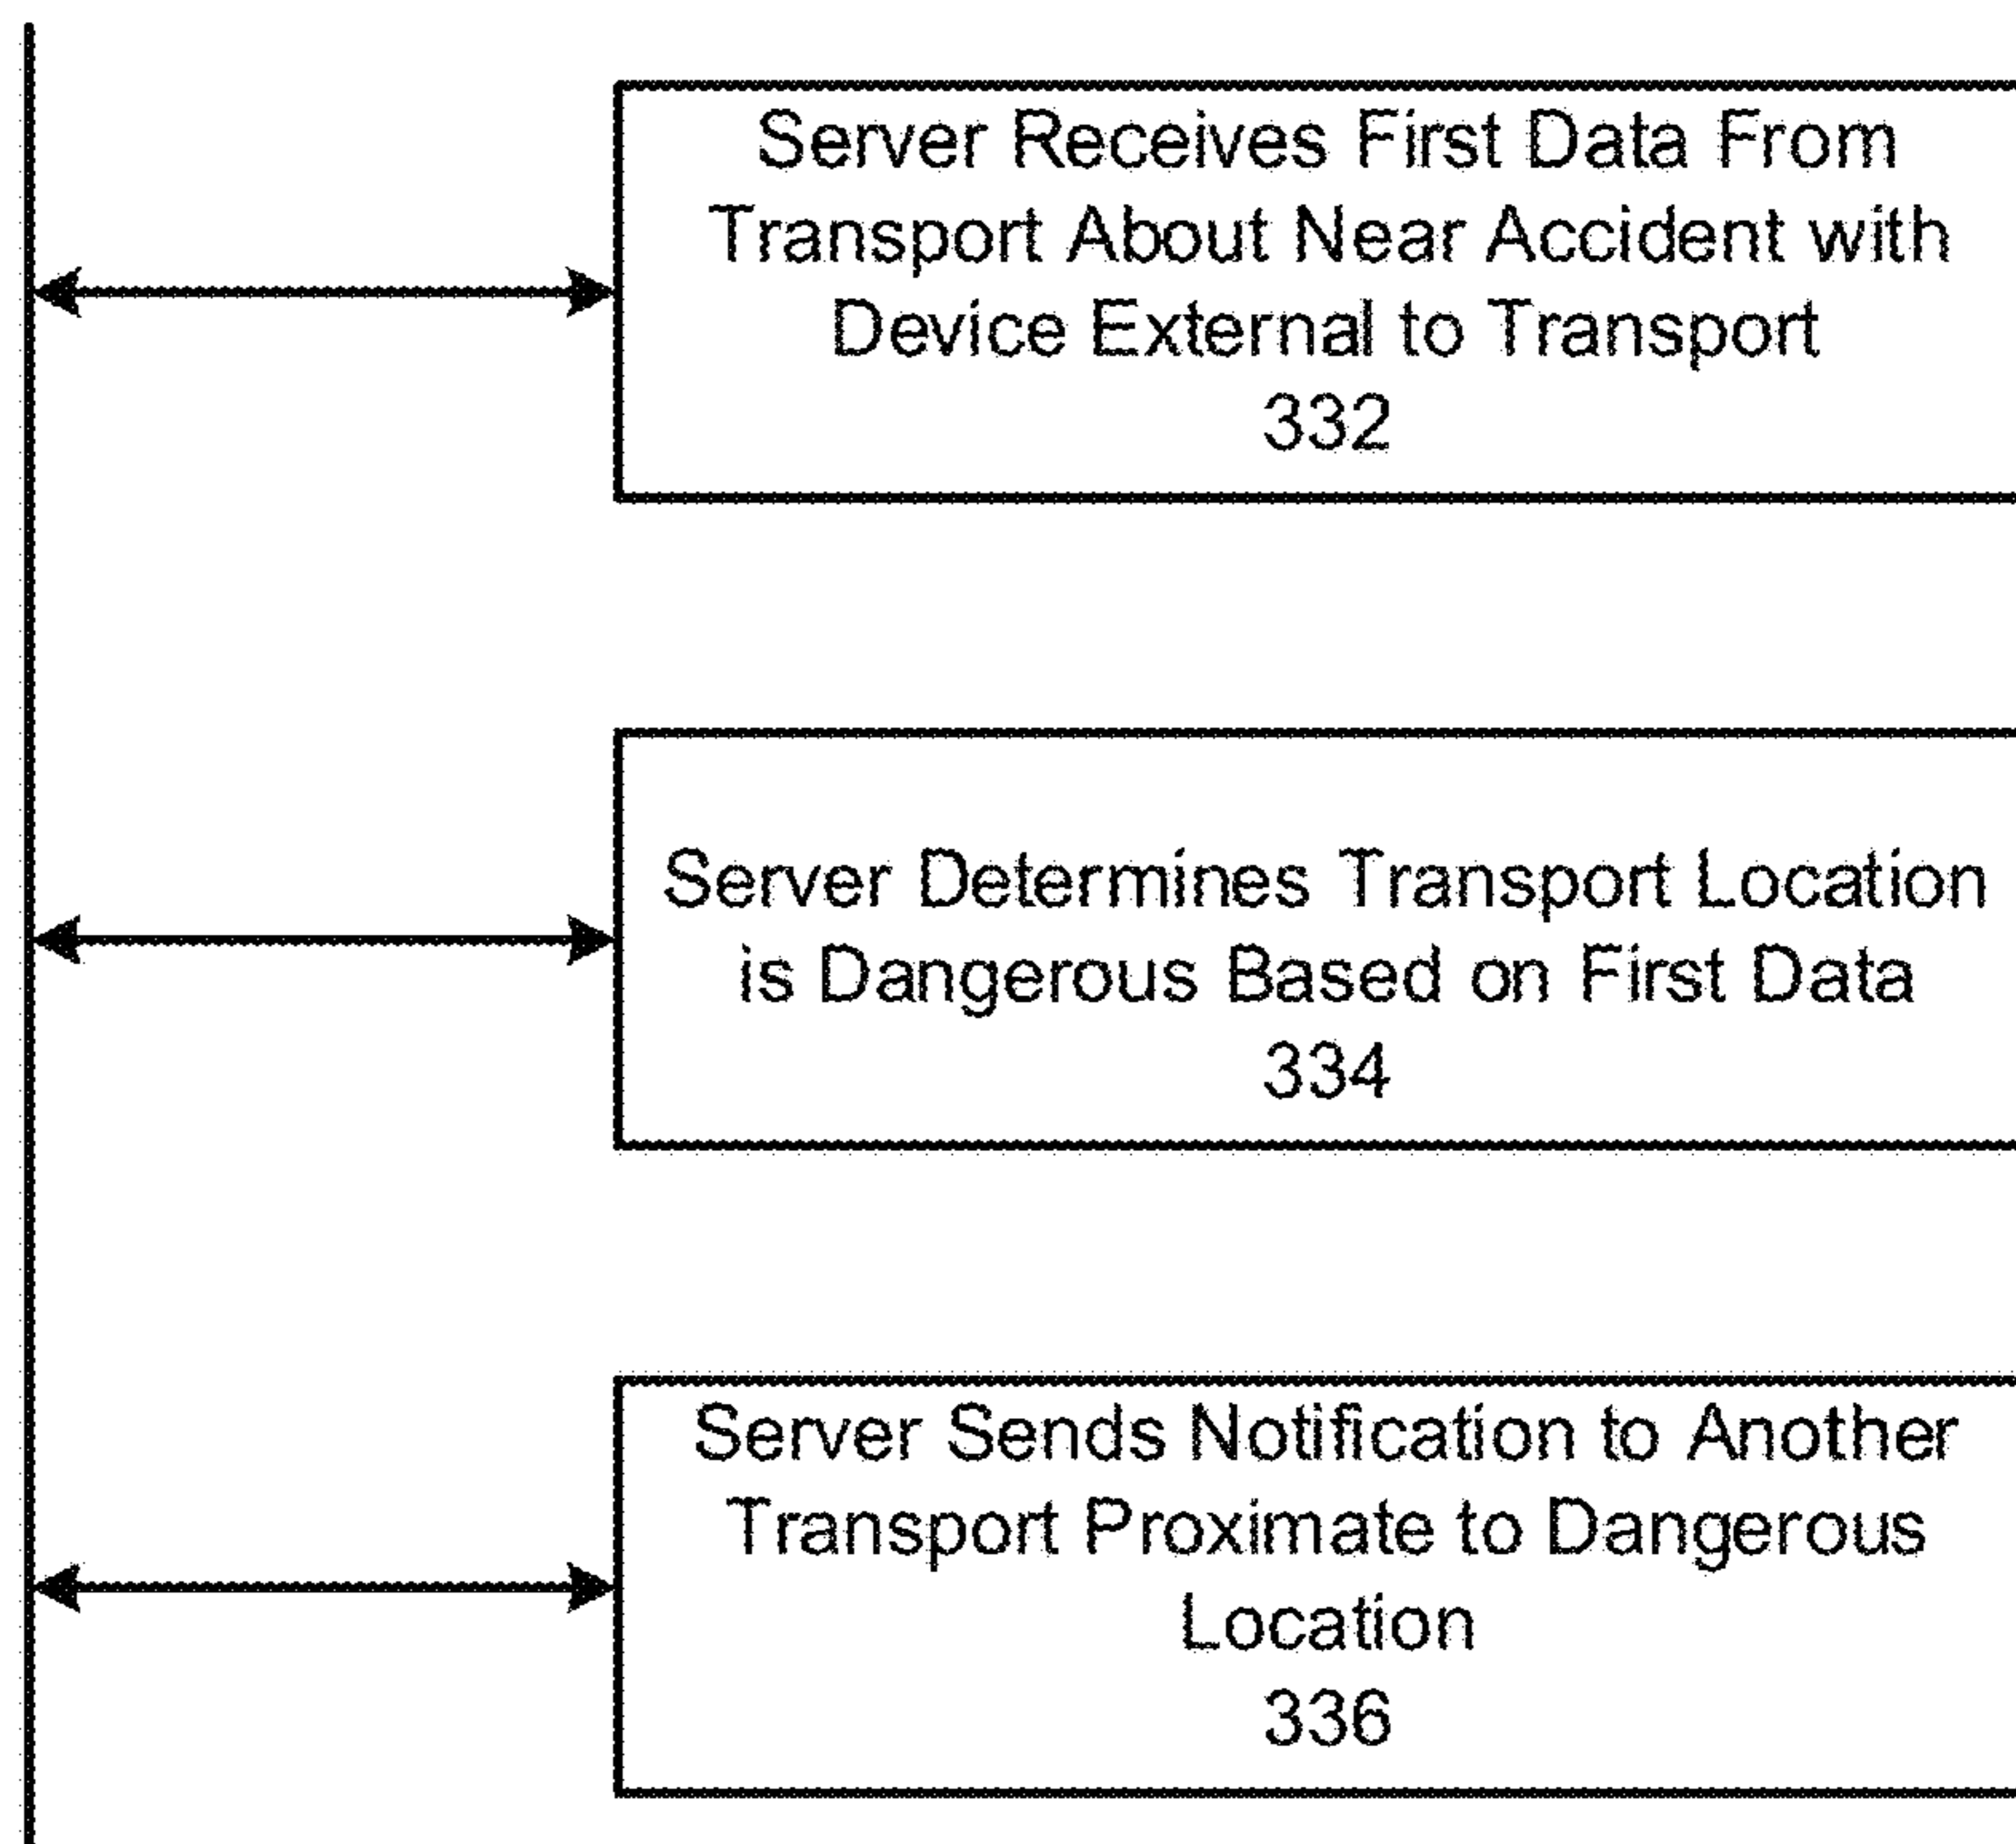 Server Receives First Data From
Transport About Near Accident with
Device External to Transport
332
Server Determines Transport Location
is Dangerous Based on First Data
334
Server Sends Notification to Another
Transport Proximate to Dangerous
Location
336